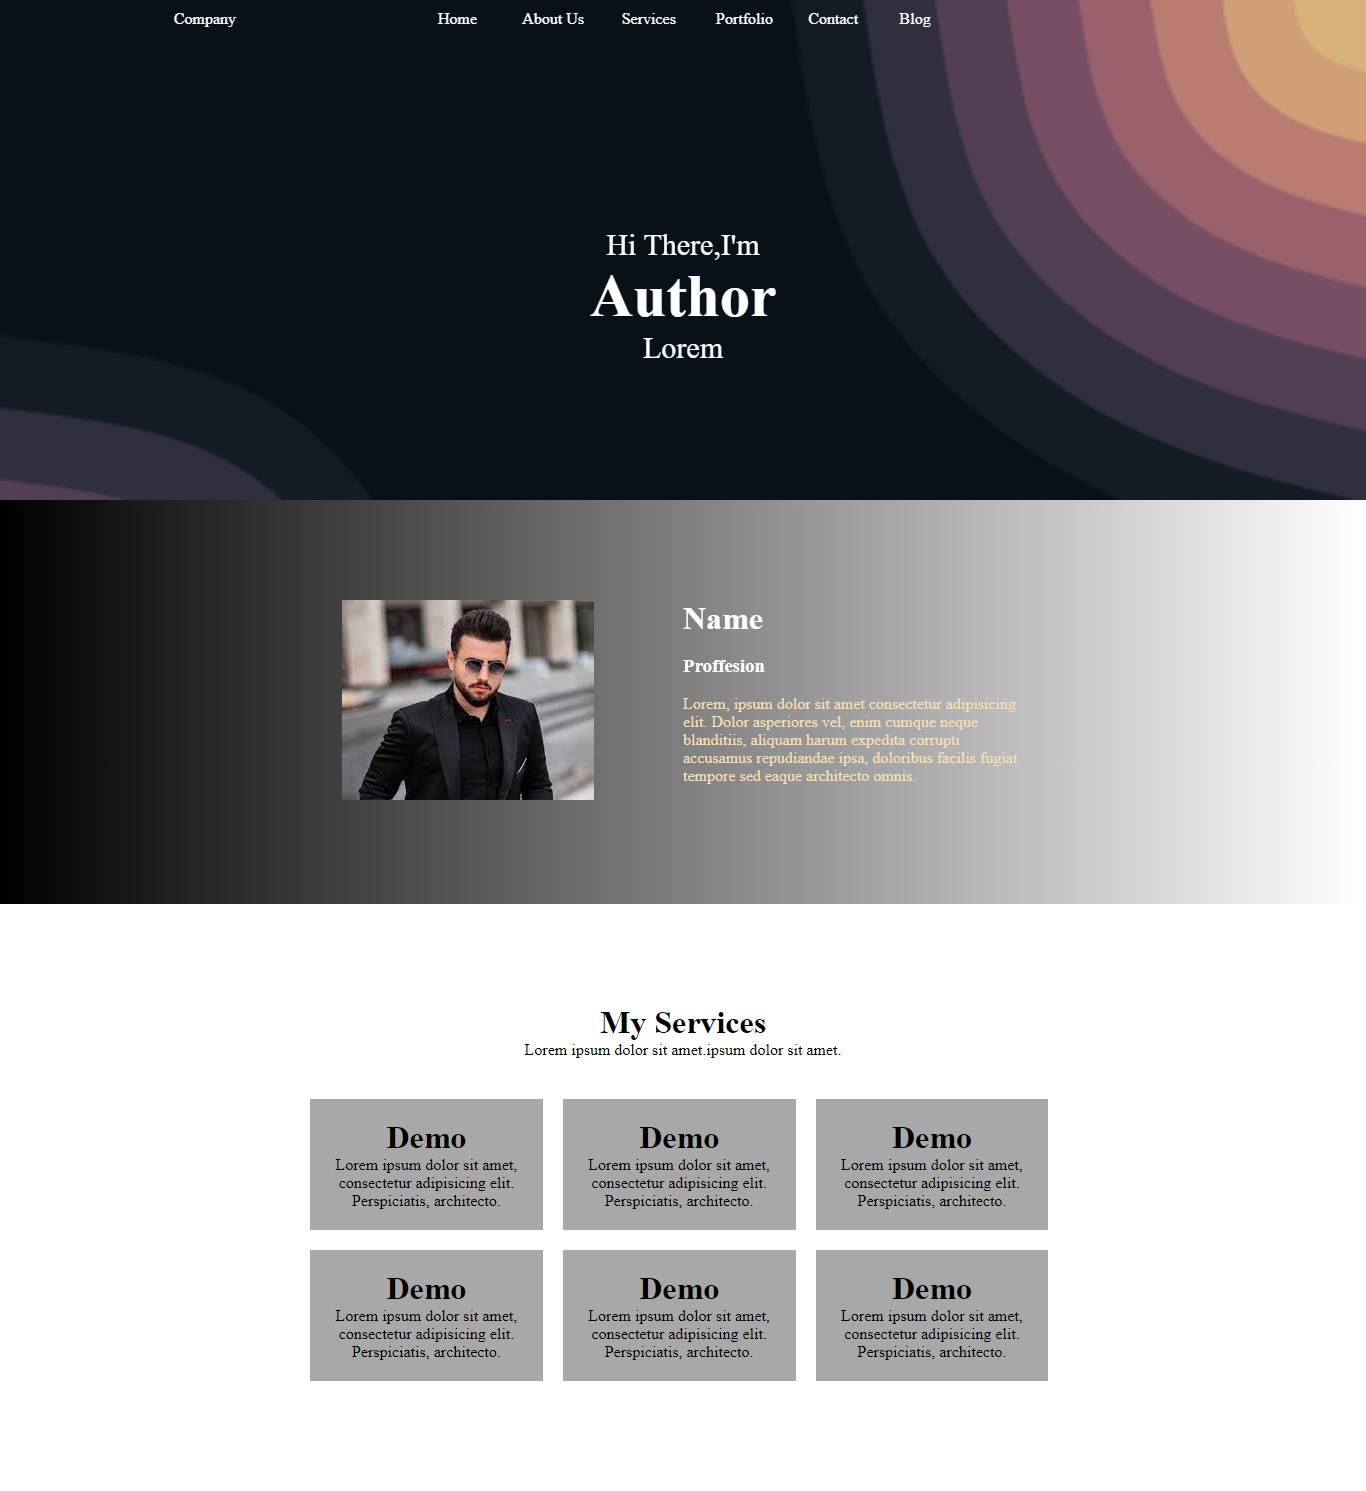 Company Home About Us Services Portfolio Contact Blog
Hi There,I'm
Author
Lorem
Name
Proffesion
Lorem, ipsum dolor sit amet consectetur adipisicing
elit. Dolor asperiores vel, enim cumque neque
blanditiis, aliquam harum expedita corrupti
accusamus repudiandae ipsa, doloribus facilis fugiat
tempore sed eaque architecto omnis.
My Services
Lorem ipsum dolor sit amet.ipsum dolor sit amet.
Demo
Lorem ipsum dolor sit amet,
consectetur adipisicing elit.
Perspiciatis, architecto.
Demo
Lorem ipsum dolor sit amet,
consectetur adipisicing elit.
Perspiciatis, architecto.
Demo
Lorem ipsum dolor sit amet,
consectetur adipisicing elit.
Perspiciatis, architecto.
Demo
Lorem ipsum dolor sit amet,
consectetur adipisicing elit.
Perspiciatis, architecto.
Demo
Lorem ipsum dolor sit amet,
consectetur adipisicing elit.
Perspiciatis, architecto.
Demo
Lorem ipsum dolor sit amet,
consectetur adipisicing elit.
Perspiciatis, architecto.